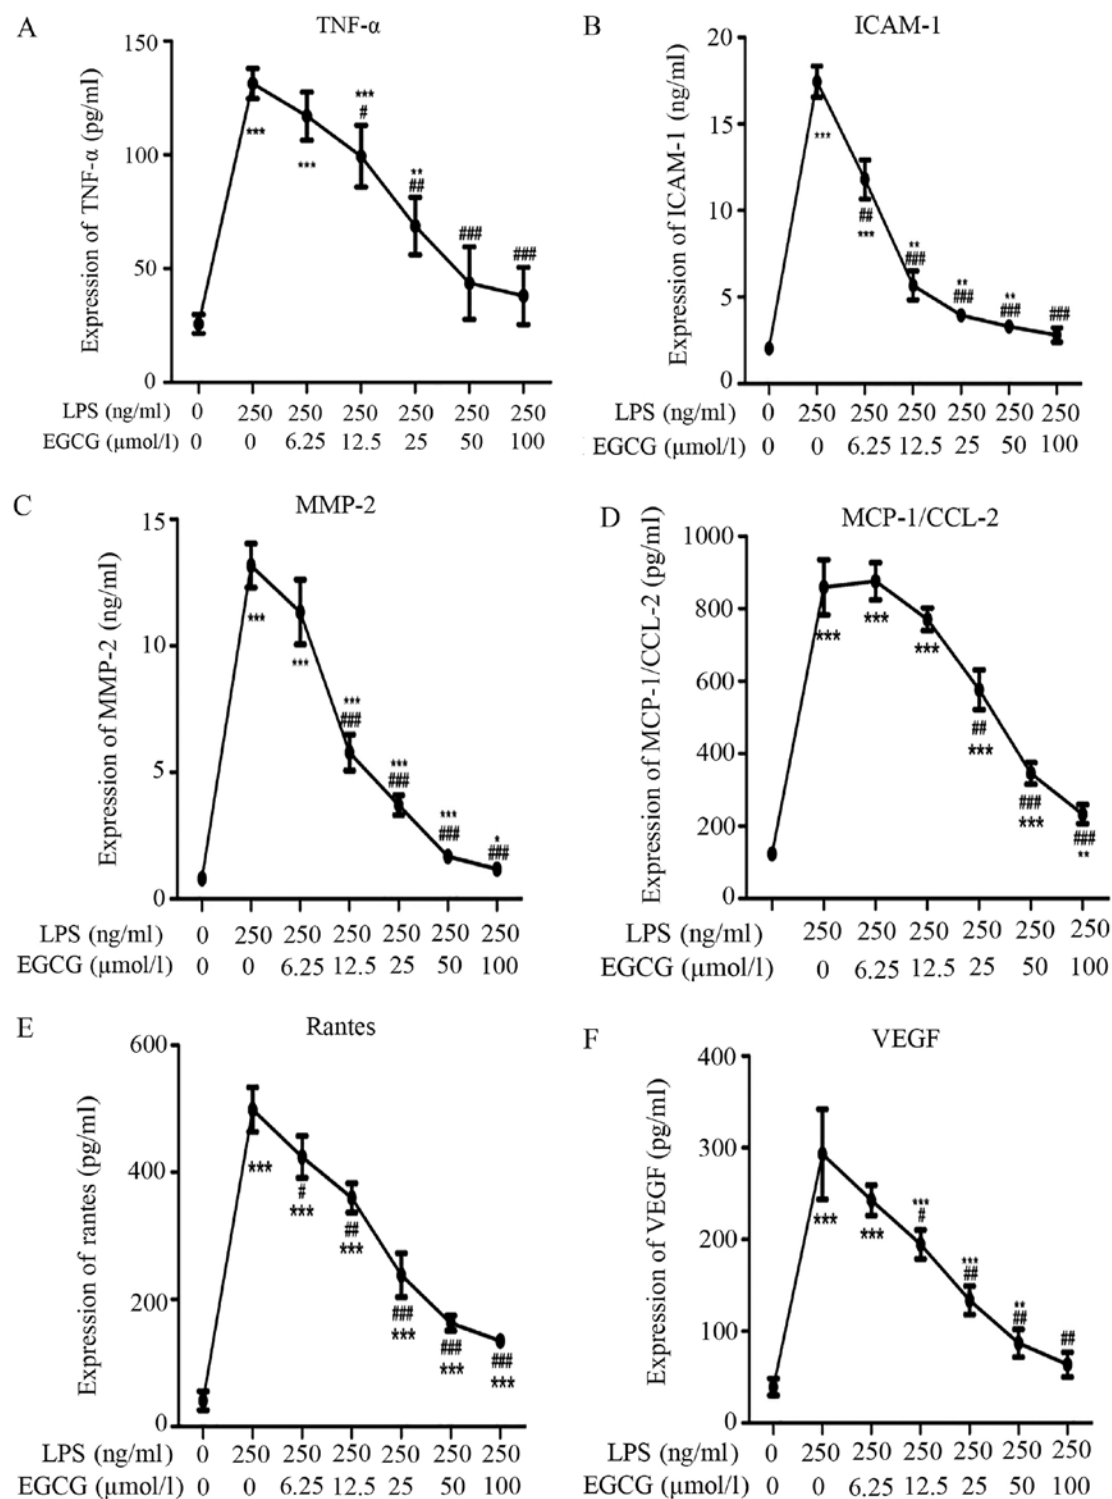 A
TNF-α
Expression of TNF-α (pg/ml)
150
100
50
0
***
***
***
#
**
##
###
###
LPS (ng/ml) 0 250 250 250 250 250 250
EGCG (µmol/l) 0 0 6.25 12.5 25 50 100
B
ICAM-1
Expression of ICAM-1 (ng/ml)
20
15
10
5
0
***
##
***
**
###
**
###
**
###
###
LPS (ng/ml) 0 250 250 250 250 250 250
EGCG (µmol/l) 0 0 6.25 12.5 25 50 100
C
MMP-2
Expression of MMP-2 (ng/ml)
15
10
5
0
***
***
***
###
***
###
***
###
*
###
LPS (ng/ml) 0 250 250 250 250 250 250
EGCG (µmol/l) 0 0 6.25 12.5 25 50 100
D
MCP-1/CCL-2
Expression of MCP-1/CCL-2 (pg/ml)
1000
800
600
400
200
0
***
***
***
##
***
###
***
###
**
LPS (ng/ml) 250 250 250 250 250 250
EGCG (µmol/l) 0 6.25 12.5 25 50 100
E
Rantes
Expression of rantes (pg/ml)
600
400
200
0
***
#
***
##
***
###
***
###
***
###
***
LPS (ng/ml) 0 250 250 250 250 250 250
EGCG (µmol/l) 0 0 6.25 12.5 25 50 100
F
VEGF
Expression of VEGF (pg/ml)
400
300
200
100
0
***
***
***
#
***
##
**
##
##
LPS (ng/ml) 0 250 250 250 250 250 250
EGCG (µmol/l) 0 0 6.25 12.5 25 50 100